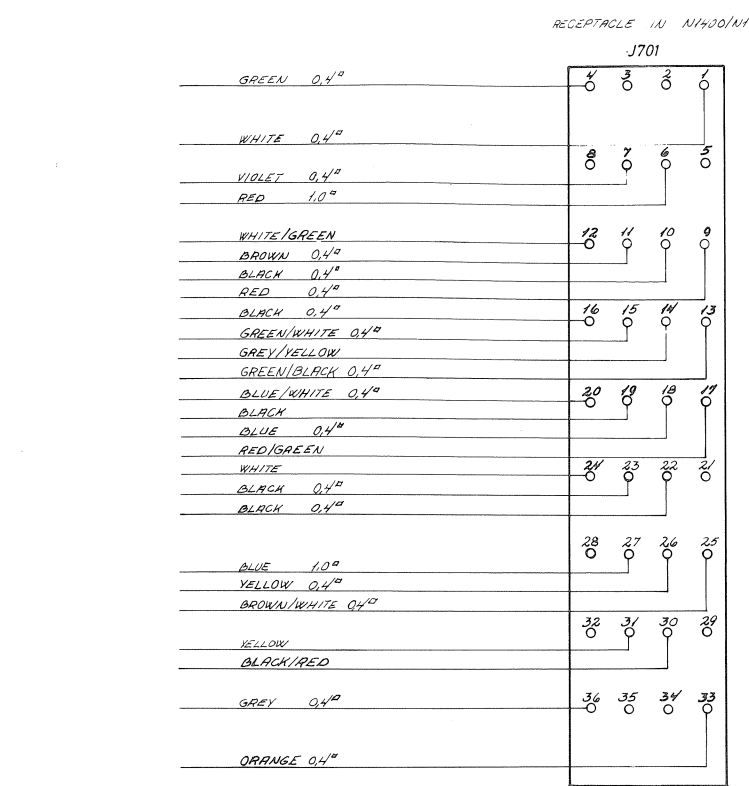 RECEPTACLE IN N1400/N1
J701
GREEN 0,4¤
4 3 2 1
WHITE 0,4¤
8 7 6 5
VIOLET 0,4¤
RED 1,0¤
WHITE/GREEN
12 11 10 9
BROWN 0,4¤
BLACK 0,4¤
RED 0,4¤
BLACK 0,4¤
16 15 14 13
GREEN/WHITE 0,4¤
GREY/YELLOW
GREEN/BLACK 0,4¤
BLUE/WHITE 0,4¤
20 19 18 17
BLACK
BLUE 0,4¤
RED/GREEN
WHITE
24 23 22 21
BLACK 0,4¤
BLACK 0,4¤
28 27 26 25
BLUE 1,0¤
YELLOW 0,4¤
BROWN/WHITE 0,4¤
32 31 30 29
YELLOW
BLACK/RED
GREY 0,4¤
36 35 34 33
ORANGE 0,4¤